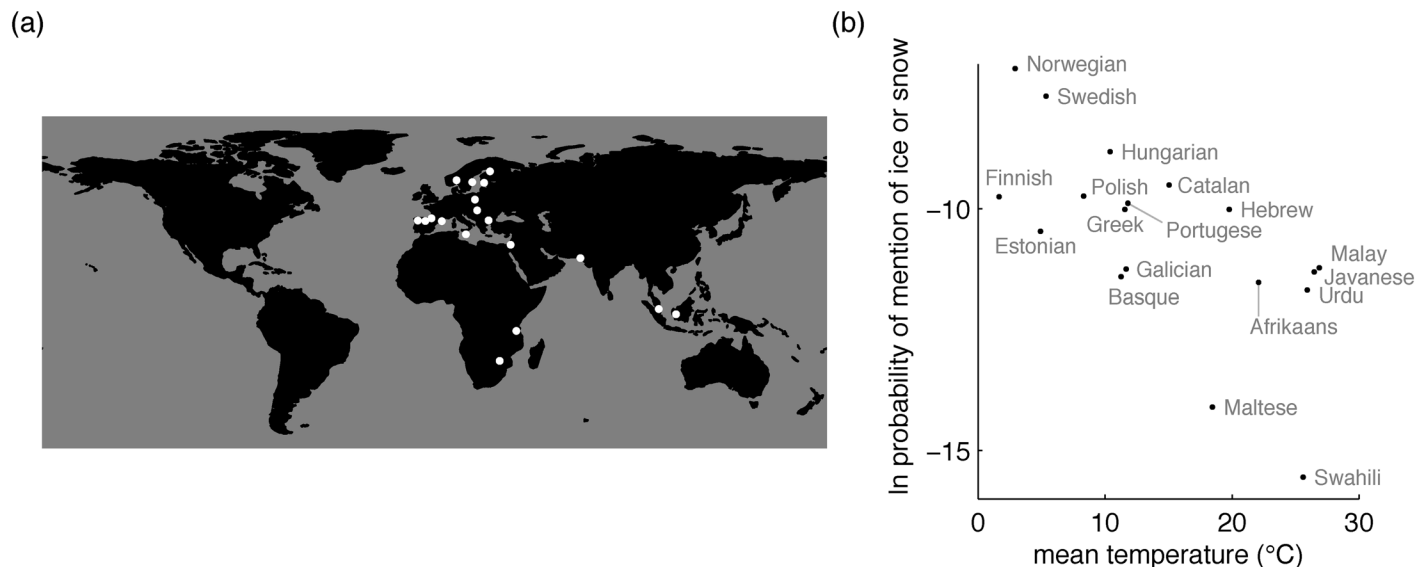 (a)
(b)
ln probability of mention of ice or snow
Norwegian
Swedish
Hungarian
Finnish
Polish
Catalan
−10
Hebrew
Greek
Portugese
Estonian
Malay
Galician
Javanese
Basque
Urdu
Afrikaans
Maltese
−15
Swahili
0 10 20 30
mean temperature (°C)